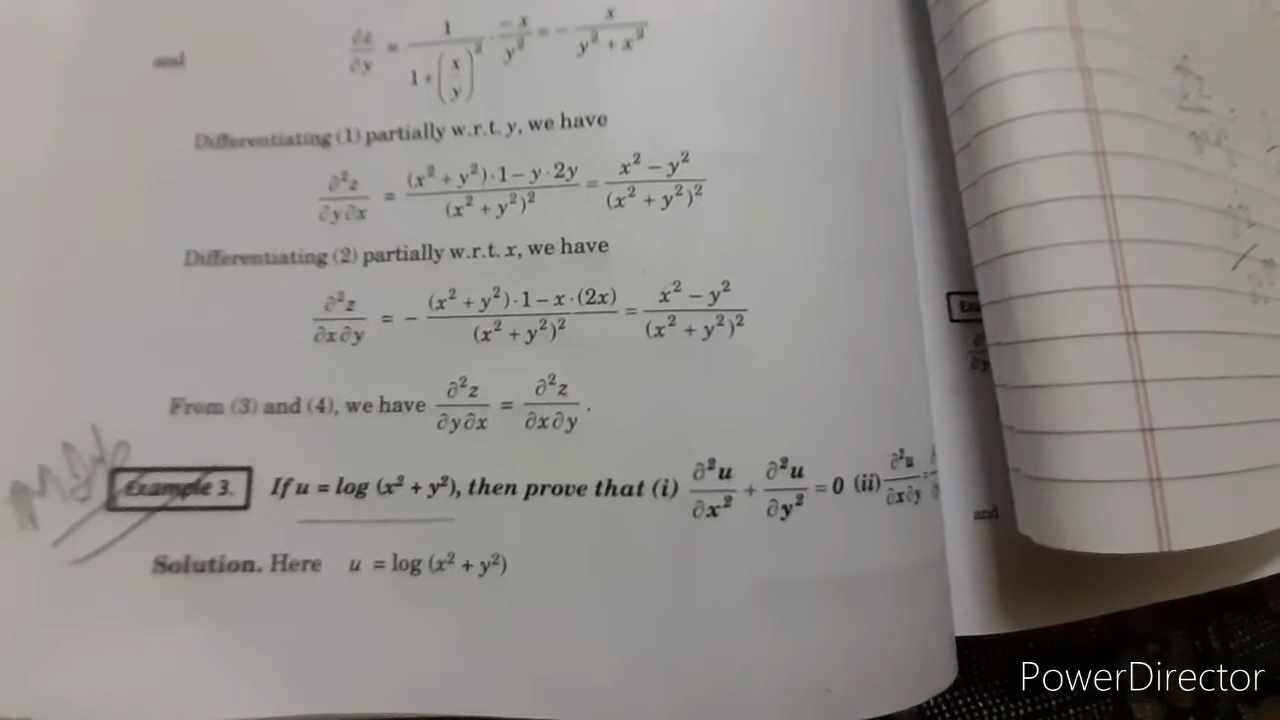 and ∂z/∂y = 1/(1+(x/y)²) · −x/y² = − x/(y² + x²)
Differentiating (1) partially w.r.t. y, we have
∂²z/∂y∂x = ((x² + y²)·1 − y·2y)/(x² + y²)² = (x² − y²)/(x² + y²)²
Differentiating (2) partially w.r.t. x, we have
∂²z/∂x∂y = − ((x² + y²)·1 − x·(2x))/(x² + y²)² = (x² − y²)/(x² + y²)²
From (3) and (4), we have ∂²z/∂y∂x = ∂²z/∂x∂y.
Example 3. If u = log (x² + y²), then prove that (i) ∂²u/∂x² + ∂²u/∂y² = 0 (ii) ∂²u/∂x∂y =
Solution. Here u = log (x² + y²)
and
PowerDirector